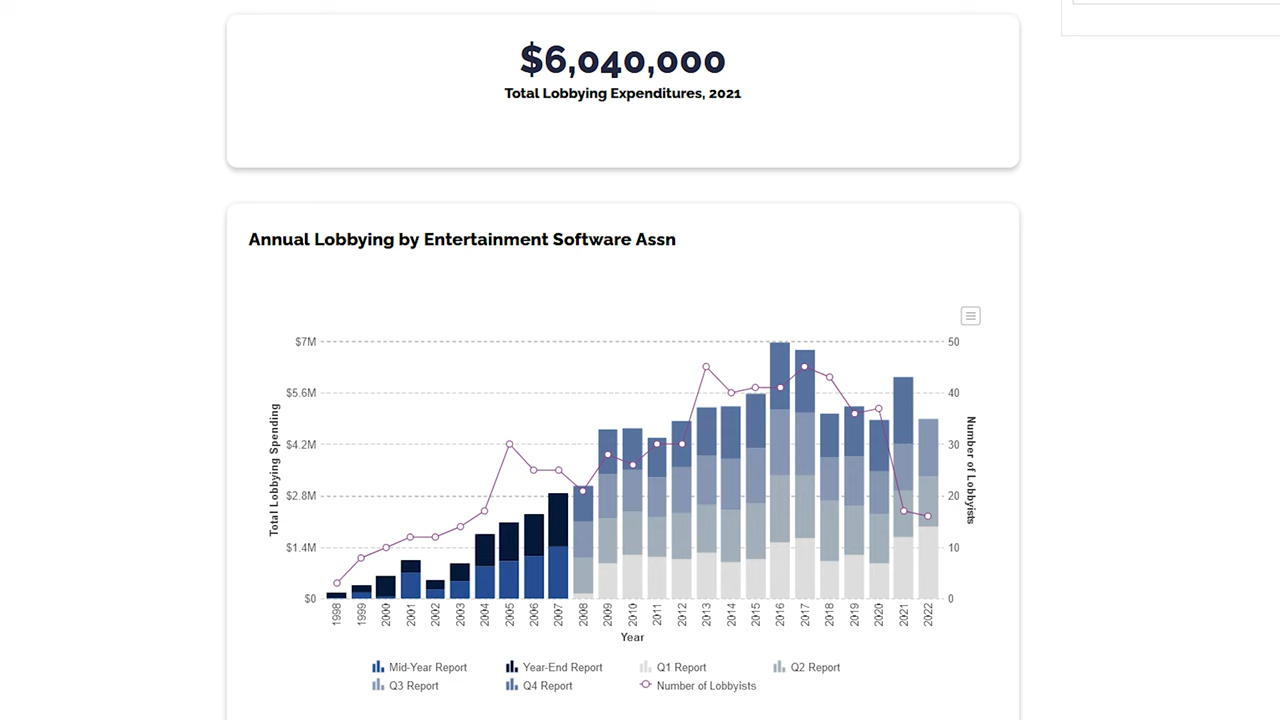 $6,040,000
Total Lobbying Expenditures, 2021
Annual Lobbying by Entertainment Software Assn
$7M
$5.6M
$4.2M
$2.8M
$1.4M
$0
Total Lobbying Spending
50
40
30
20
10
0
Number of Lobbyists
1998 1999 2000 2001 2002 2003 2004 2005 2006 2007 2008 2009 2010 2011 2012 2013 2014 2015 2016 2017 2018 2019 2020 2021 2022
Year
Mid-Year Report Year-End Report Q1 Report Q2 Report
Q3 Report Q4 Report Number of Lobbyists